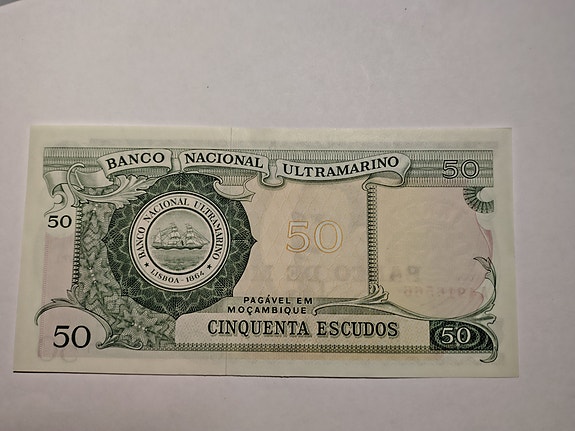 BANCO NACIONAL ULTRAMARINO
50
50
BANCO NACIONAL ULTRAMARINO
LISBOA · 1864
50
PAGÁVEL EM
MOÇAMBIQUE
50
CINQUENTA ESCUDOS
50